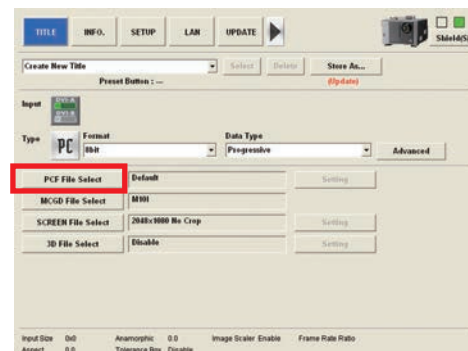 TITLE INFO. SETUP LAN UPDATE
Shield(S
Create New Title Select Delete Store As...
Preset Button : --- (Update)
Input DVI-A DVI-B
Type PC Format Data Type
8bit Progressive Advanced
PCF File Select Default Setting
MCGD File Select M101
SCREEN File Select 2048x1080 No Crop Setting
3D File Select Disable Setting
Input Size 0x0 Anamorphic 0.0 Image Scaler Enable Frame Rate Ratio
Aspect 0.0 Tolerance Box Disable